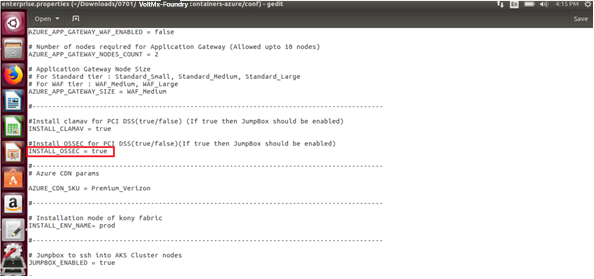 enterprise.properties (~/Downloads/0701/ VoltMx-Foundry ontainers-azure/conf) - gedit
En
4:15 PM
Open
Save
AZURE_APP_GATEWAY_WAF_ENABLED = false
# Number of nodes required for Application Gateway (Allowed upto 10 nodes)
AZURE_APP_GATEWAY_NODES_COUNT = 2
# Application Gateway Node Size
# For Standard tier : Standard_Small, Standard_Medium, Standard_Large
# For WAF tier : WAF_Medium, WAF_Large
AZURE_APP_GATEWAY_SIZE = WAF_Medium
#--------------------------------------------------------------------------------
#Install clamav for PCI DSS(true/false) (If true then JumpBox should be enabled)
INSTALL_CLAMAV = true
#Install OSSEC for PCI DSS(true/false)(If true then JumpBox should be enabled)
INSTALL_OSSEC = true
#--------------------------------------------------------------------------------
# Azure CDN params
AZURE_CDN_SKU = Premium_Verizon
#--------------------------------------------------------------------------------
# Installation mode of kony fabric
INSTALL_ENV_NAME= prod
#--------------------------------------------------------------------------------
# Jumpbox to ssh into AKS Cluster nodes
JUMPBOX_ENABLED = true